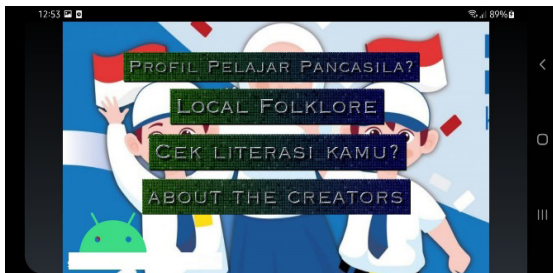 12:53
89%
PROFIL PELAJAR PANCASILA?
LOCAL FOLKLORE
CEK LITERASI KAMU?
ABOUT THE CREATORS